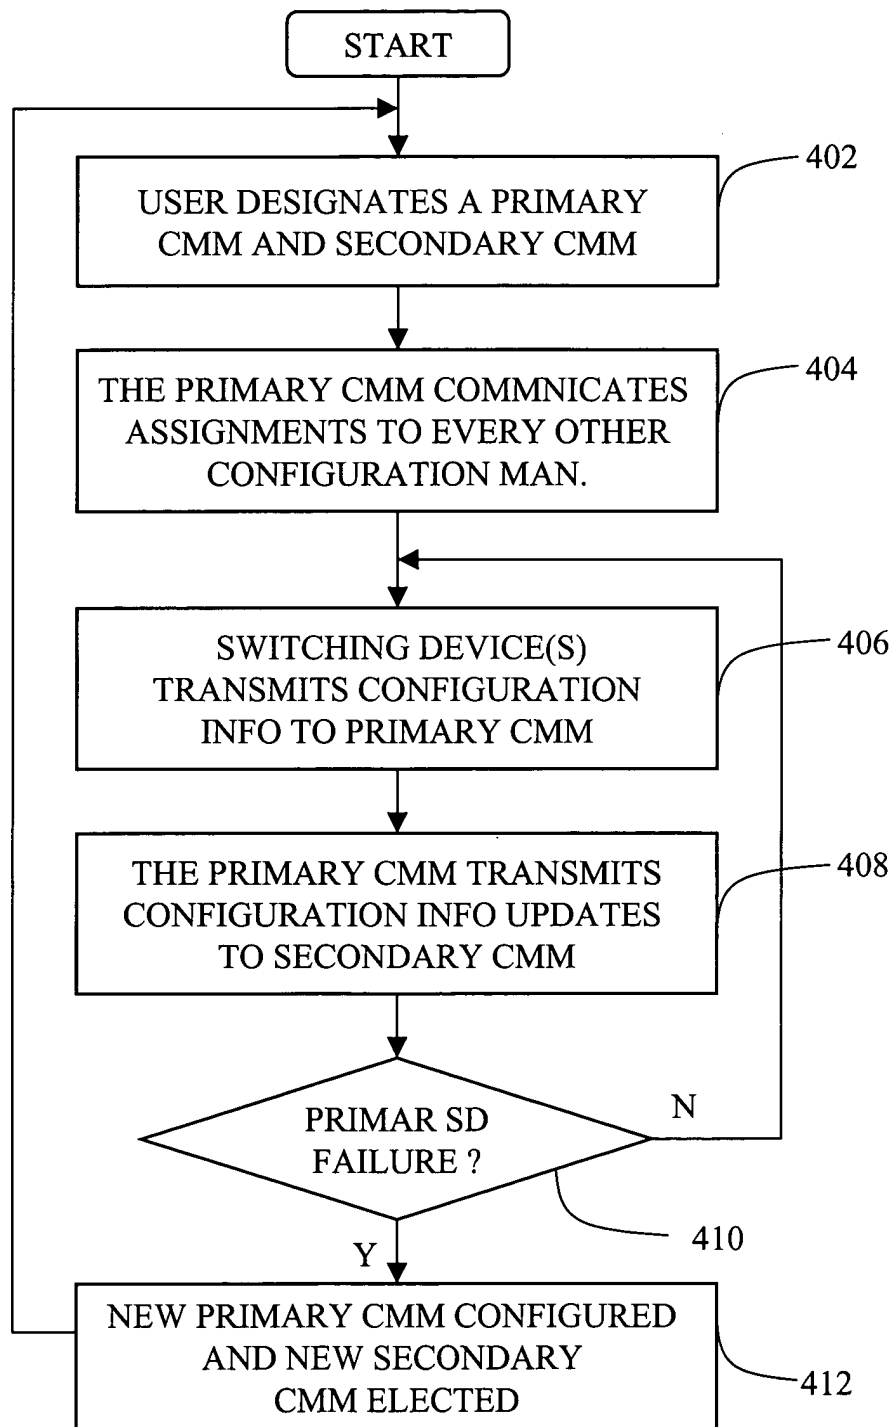 START
402
USER DESIGNATES A PRIMARY
CMM AND SECONDARY CMM
404
THE PRIMARY CMM COMMNICATES
ASSIGNMENTS TO EVERY OTHER
CONFIGURATION MAN.
406
SWITCHING DEVICE(S)
TRANSMITS CONFIGURATION
INFO TO PRIMARY CMM
408
THE PRIMARY CMM TRANSMITS
CONFIGURATION INFO UPDATES
TO SECONDARY CMM
N
PRIMAR SD
FAILURE ?
410
Y
NEW PRIMARY CMM CONFIGURED
AND NEW SECONDARY
CMM ELECTED
412